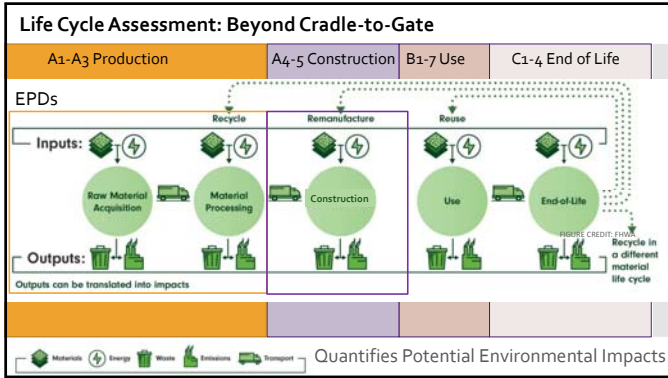 Life Cycle Assessment: Beyond Cradle-to-Gate
A1-A3 Production
A4-5 Construction
B1-7 Use
C1-4 End of Life
EPDs
Recycle
Remanufacture
Reuse
Inputs:
Raw Material
Acquisition
Material
Processing
Construction
Use
End-of-Life
FIGURE CREDIT: FHWA
Recycle in
a different
material
life cycle
Outputs:
Outputs can be translated into impacts
Materials
Energy
Waste
Emissions
Transport
Quantifies Potential Environmental Impacts